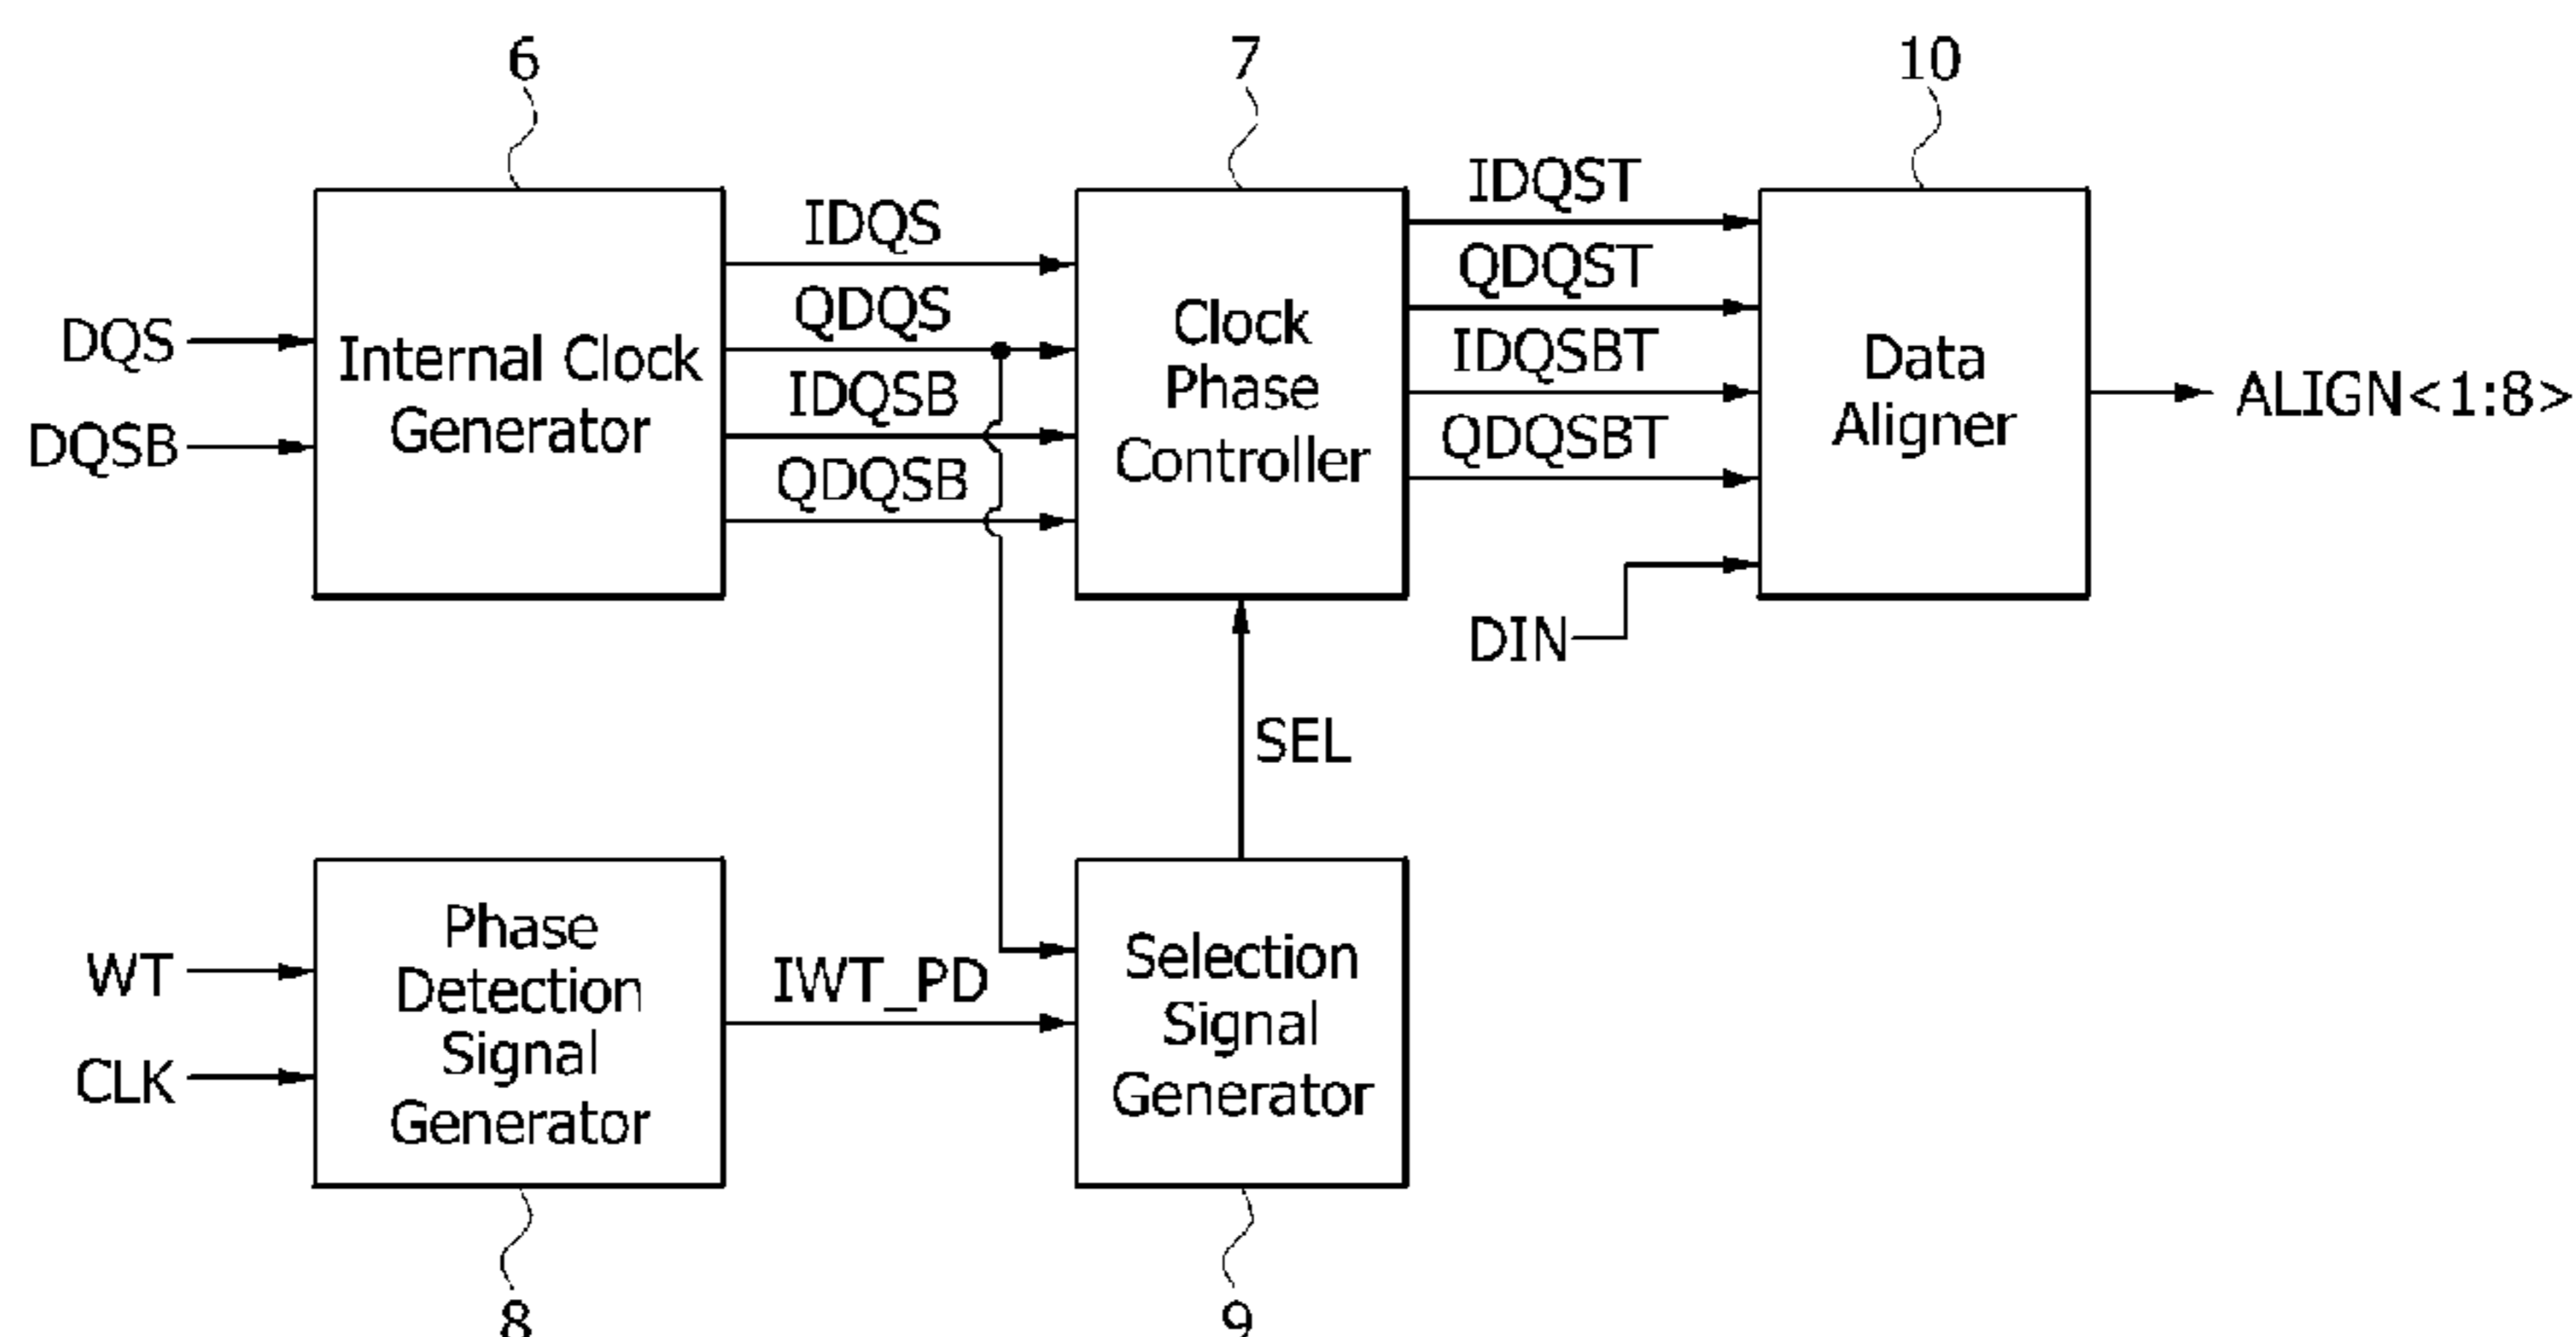 6
7
10
IDQS
QDQS
IDQSB
QDQSB
IDQST
QDQST
IDQSBT
QDQSBT
DQS
DQSB
Internal Clock
Generator
Clock
Phase
Controller
Data
Aligner
ALIGN<1:8>
DIN
SEL
WT
CLK
Phase
Detection
Signal
Generator
IWT_PD
Selection
Signal
Generator
8
9